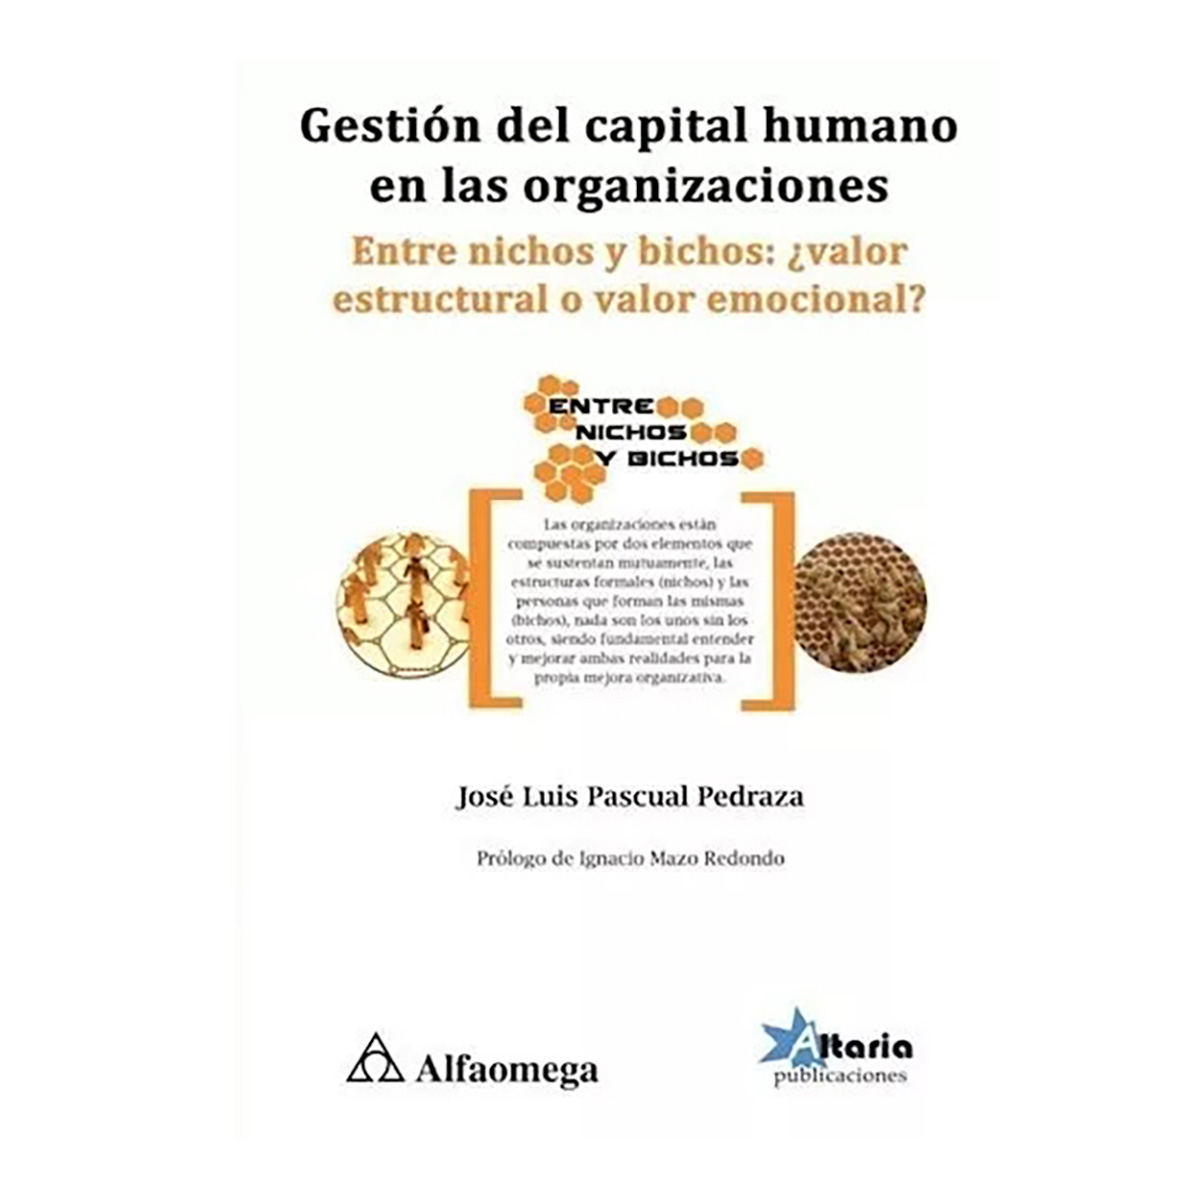 Gestión del capital humano
en las organizaciones
Entre nichos y bichos: ¿valor
estructural o valor emocional?
ENTRE
NICHOS
Y BICHOS
Las organizaciones están
compuestas por dos elementos que
se sustentan mutuamente, las
estructuras formales (nichos) y las
personas que forman las mismas
(bichos), nada son los unos sin los
otros, siendo fundamental entender
y mejorar ambas realidades para la
propia mejora organizativa.
José Luis Pascual Pedraza
Prólogo de Ignacio Mazo Redondo
Alfaomega
Altaria
publicaciones